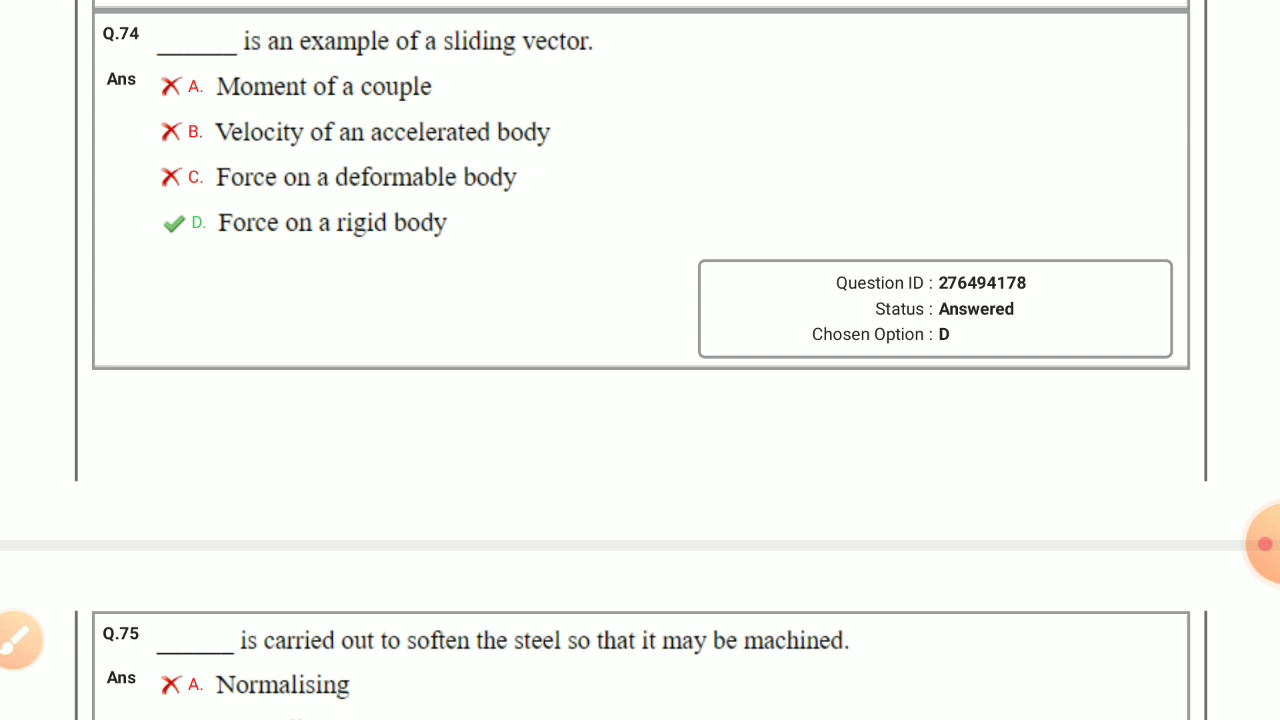 Q.74 ______ is an example of a sliding vector.
Ans A. Moment of a couple
B. Velocity of an accelerated body
C. Force on a deformable body
D. Force on a rigid body
Question ID : 276494178
Status : Answered
Chosen Option : D
Q.75 ______ is carried out to soften the steel so that it may be machined.
Ans A. Normalising